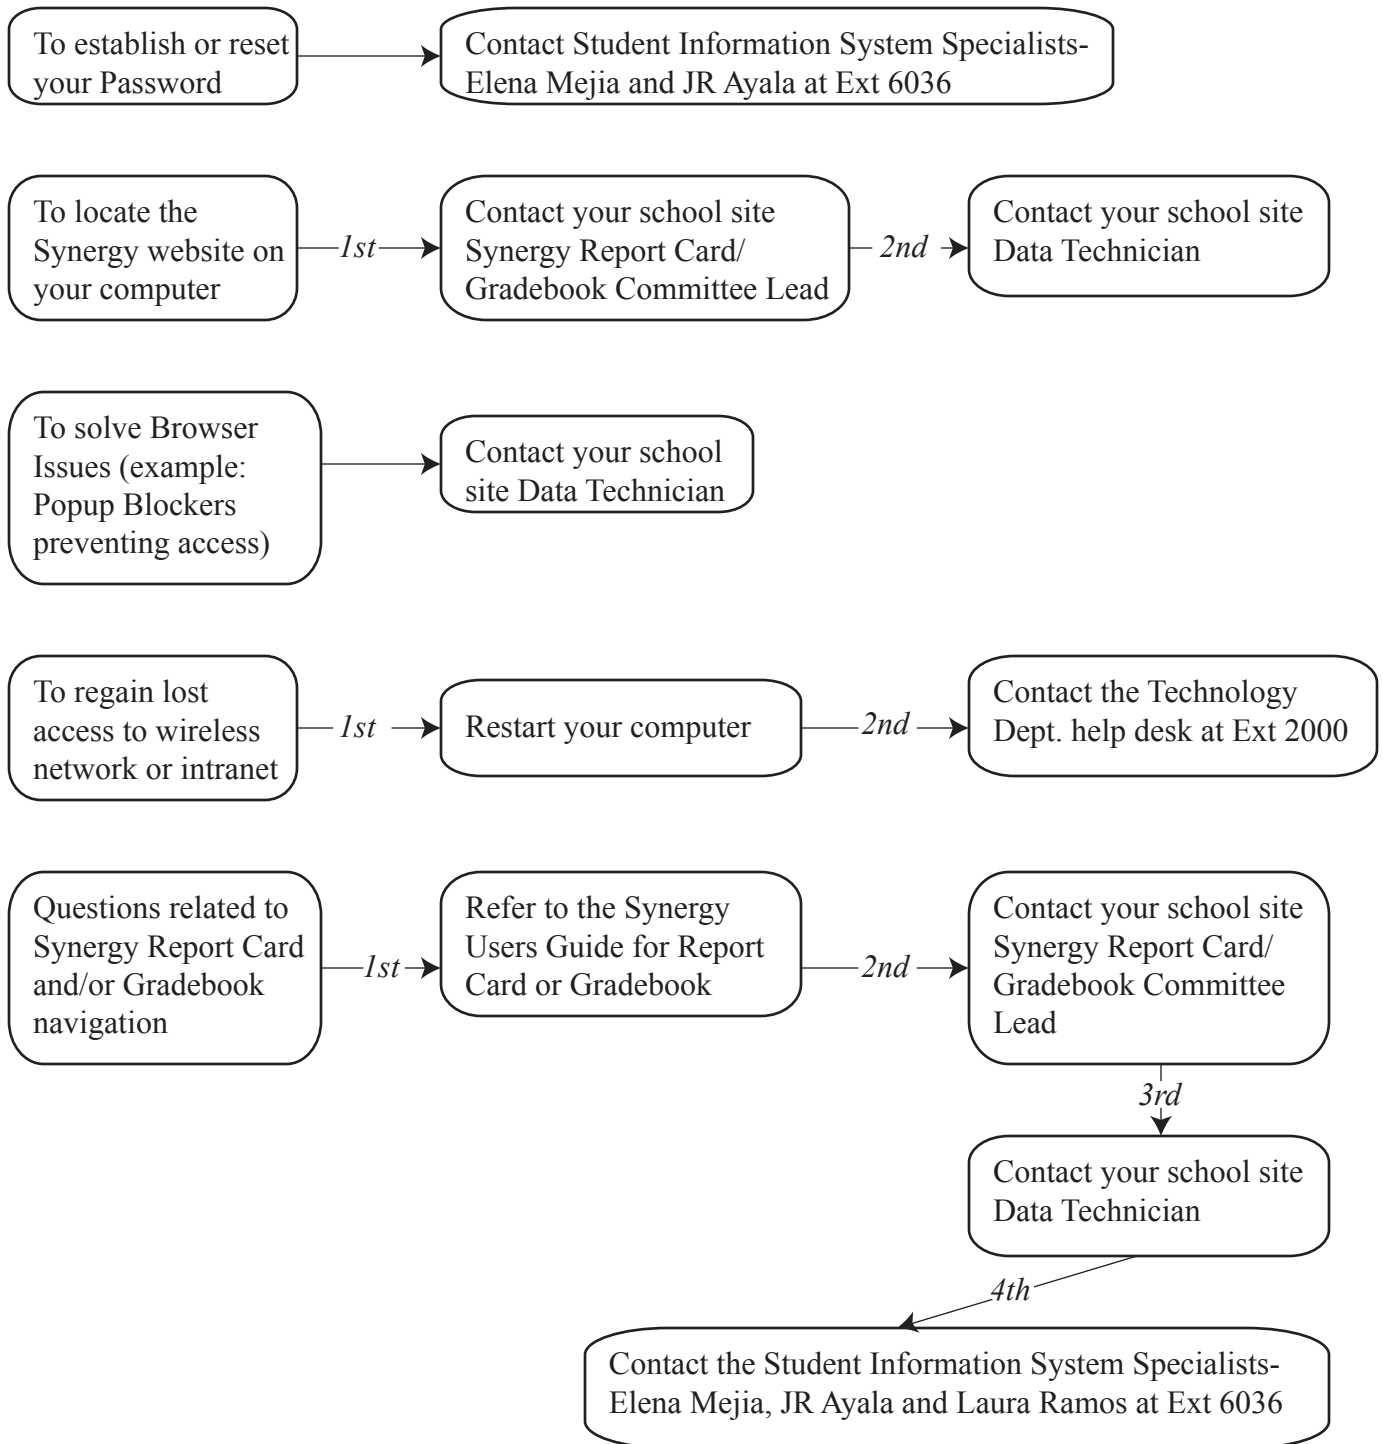 To establish or reset
your Password
Contact Student Information System Specialists-
Elena Mejia and JR Ayala at Ext 6036
To locate the
Synergy website on
your computer
1st
Contact your school site
Synergy Report Card/
Gradebook Committee Lead
2nd
Contact your school site
Data Technician
To solve Browser
Issues (example:
Popup Blockers
preventing access)
Contact your school
site Data Technician
To regain lost
access to wireless
network or intranet
1st
Restart your computer
2nd
Contact the Technology
Dept. help desk at Ext 2000
Questions related to
Synergy Report Card
and/or Gradebook
navigation
1st
Refer to the Synergy
Users Guide for Report
Card or Gradebook
2nd
Contact your school site
Synergy Report Card/
Gradebook Committee
Lead
3rd
Contact your school site
Data Technician
4th
Contact the Student Information System Specialists-
Elena Mejia, JR Ayala and Laura Ramos at Ext 6036